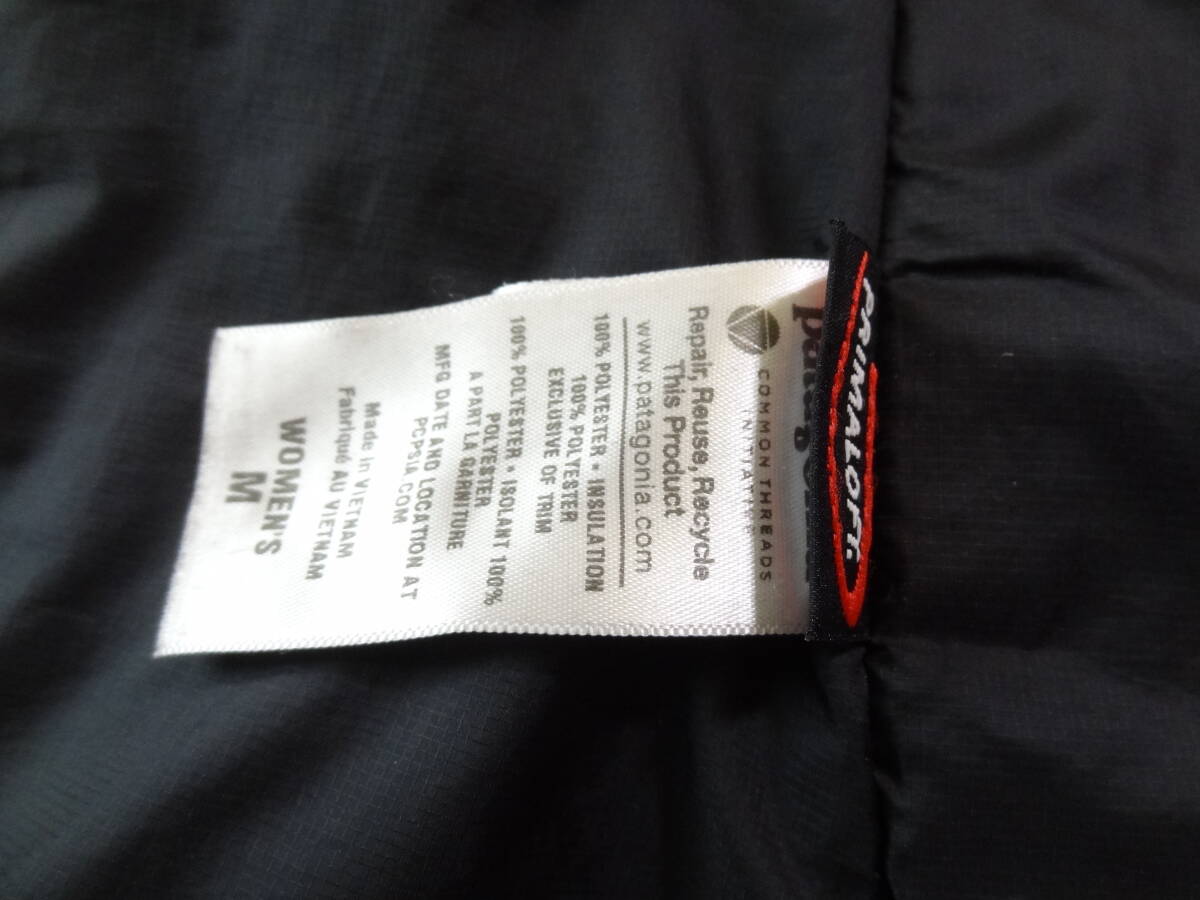 PRIMALOFT.
patagonia
COMMON THREADS
INITIATIVE
Repair, Reuse, Recycle
This Product
www.patagonia.com
100% POLYESTER • INSULATION
100% POLYESTER
EXCLUSIVE OF TRIM
100% POLYESTER • ISOLANT 100%
POLYESTER
A PART LA GARNITURE
MFG DATE AND LOCATION AT
PCPSIA.COM
Made in VIETNAM
Fabriqué AU VIETNAM
WOMEN'S
M